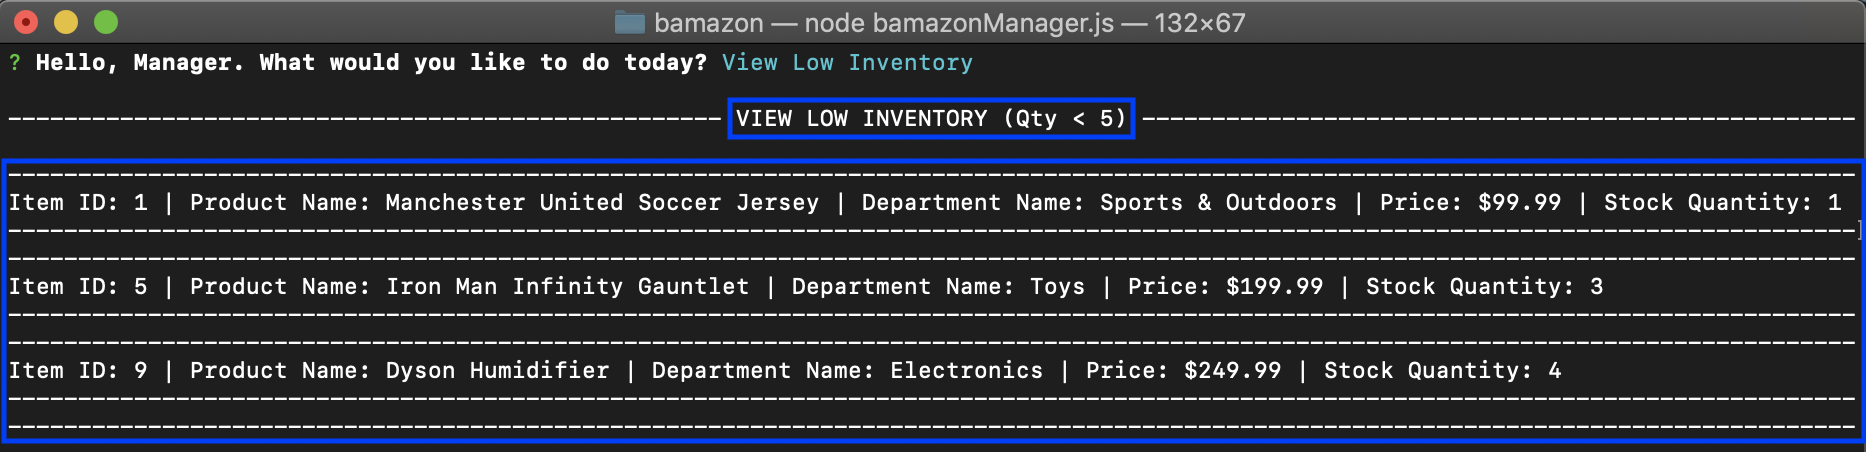 bamazon — node bamazonManager.js — 132×67
? Hello, Manager. What would you like to do today? View Low Inventory
--------------------------------------------------- VIEW LOW INVENTORY (Qty < 5) ---------------------------------------------------
------------------------------------------------------------------------------------------------------------------------------------
Item ID: 1 | Product Name: Manchester United Soccer Jersey | Department Name: Sports & Outdoors | Price: $99.99 | Stock Quantity: 1
------------------------------------------------------------------------------------------------------------------------------------
------------------------------------------------------------------------------------------------------------------------------------
Item ID: 5 | Product Name: Iron Man Infinity Gauntlet | Department Name: Toys | Price: $199.99 | Stock Quantity: 3
------------------------------------------------------------------------------------------------------------------------------------
------------------------------------------------------------------------------------------------------------------------------------
Item ID: 9 | Product Name: Dyson Humidifier | Department Name: Electronics | Price: $249.99 | Stock Quantity: 4
------------------------------------------------------------------------------------------------------------------------------------
------------------------------------------------------------------------------------------------------------------------------------